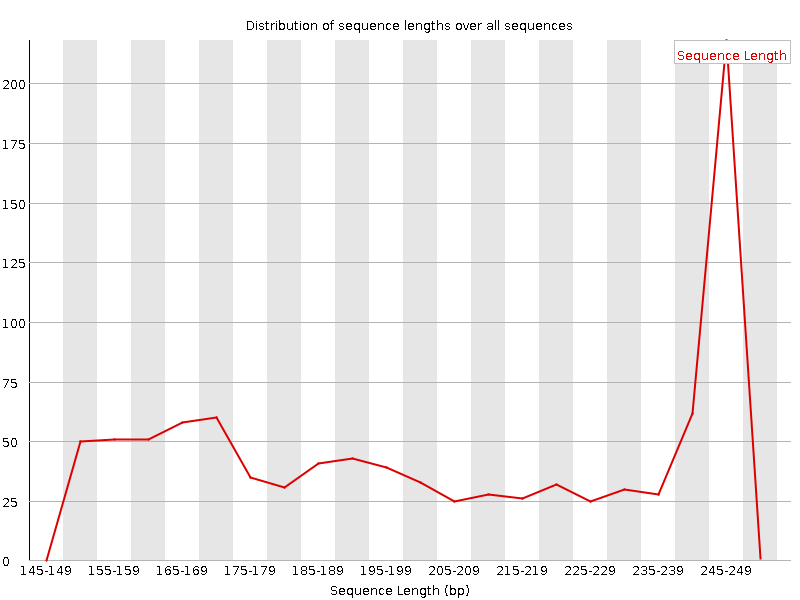 Distribution of sequence lengths over all sequences
Sequence Length
200
175
150
125
100
75
50
25
0
145-149 155-159 165-169 175-179 185-189 195-199 205-209 215-219 225-229 235-239 245-249
Sequence Length (bp)